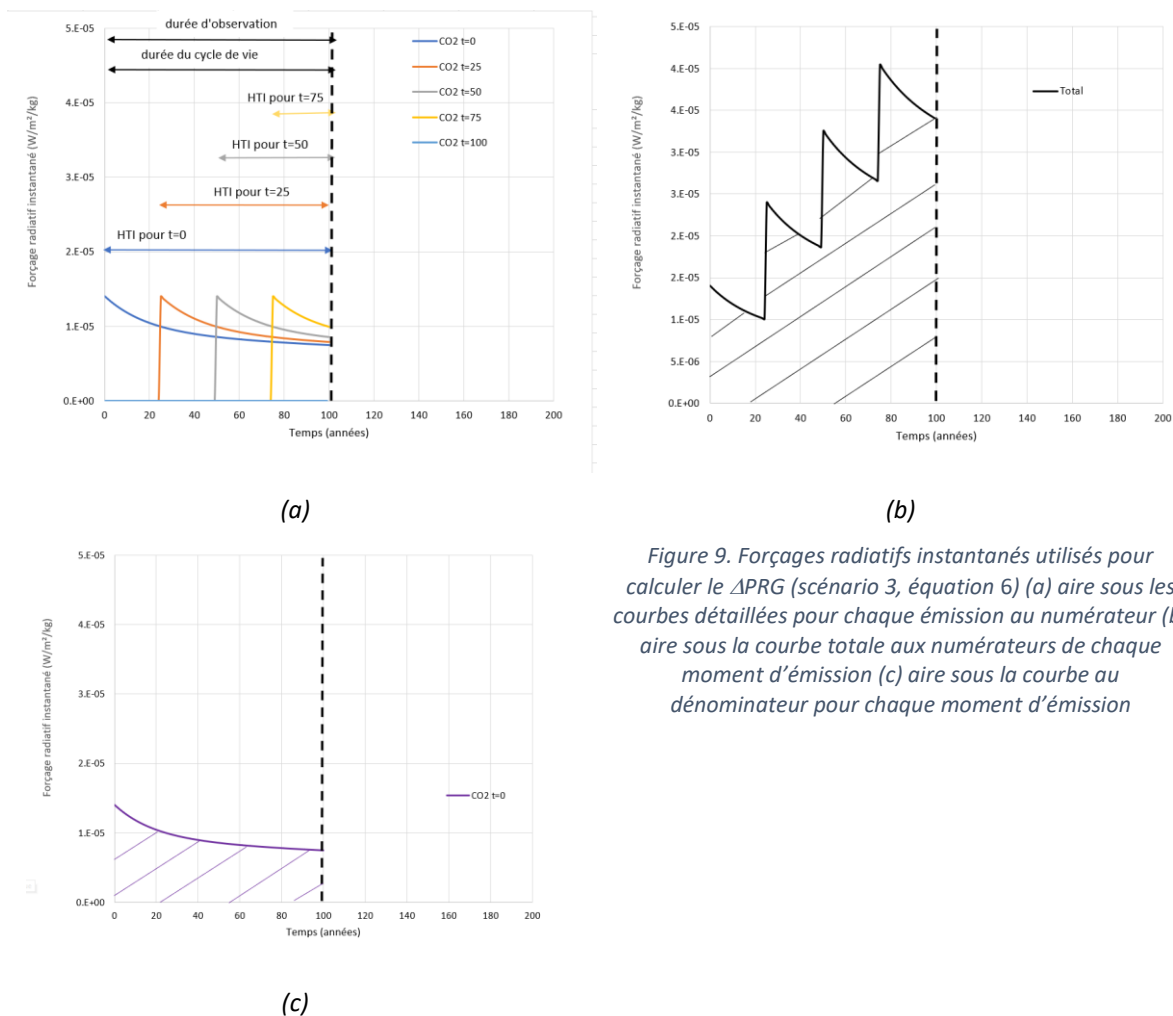 durée d'observation
durée du cycle de vie
HTI pour t=75
HTI pour t=50
HTI pour t=25
HTI pour t=0
CO2 t=0
CO2 t=25
CO2 t=50
CO2 t=75
CO2 t=100
5.E-05
4.E-05
3.E-05
2.E-05
1.E-05
0.E+00
Forçage radiatif instantané (W/m²/kg)
0 20 40 60 80 100 120 140 160 180 200
Temps (années)
(a)
5.E-05
4.E-05
4.E-05
3.E-05
3.E-05
2.E-05
2.E-05
1.E-05
5.E-06
0.E+00
Forçage radiatif instantané (W/m²/kg)
Total
0 20 40 60 80 100 120 140 160 180 200
Temps (années)
(b)
5.E-05
4.E-05
3.E-05
2.E-05
1.E-05
0.E+00
Forçage radiatif instantané (W/m²/kg)
CO2 t=0
0 20 40 60 80 100 120 140 160 180 200
Temps (années)
(c)
Figure 9. Forçages radiatifs instantanés utilisés pour
calculer le ΔPRG (scénario 3, équation 6) (a) aire sous les
courbes détaillées pour chaque émission au numérateur (b
aire sous la courbe totale aux numérateurs de chaque
moment d'émission (c) aire sous la courbe au
dénominateur pour chaque moment d'émission